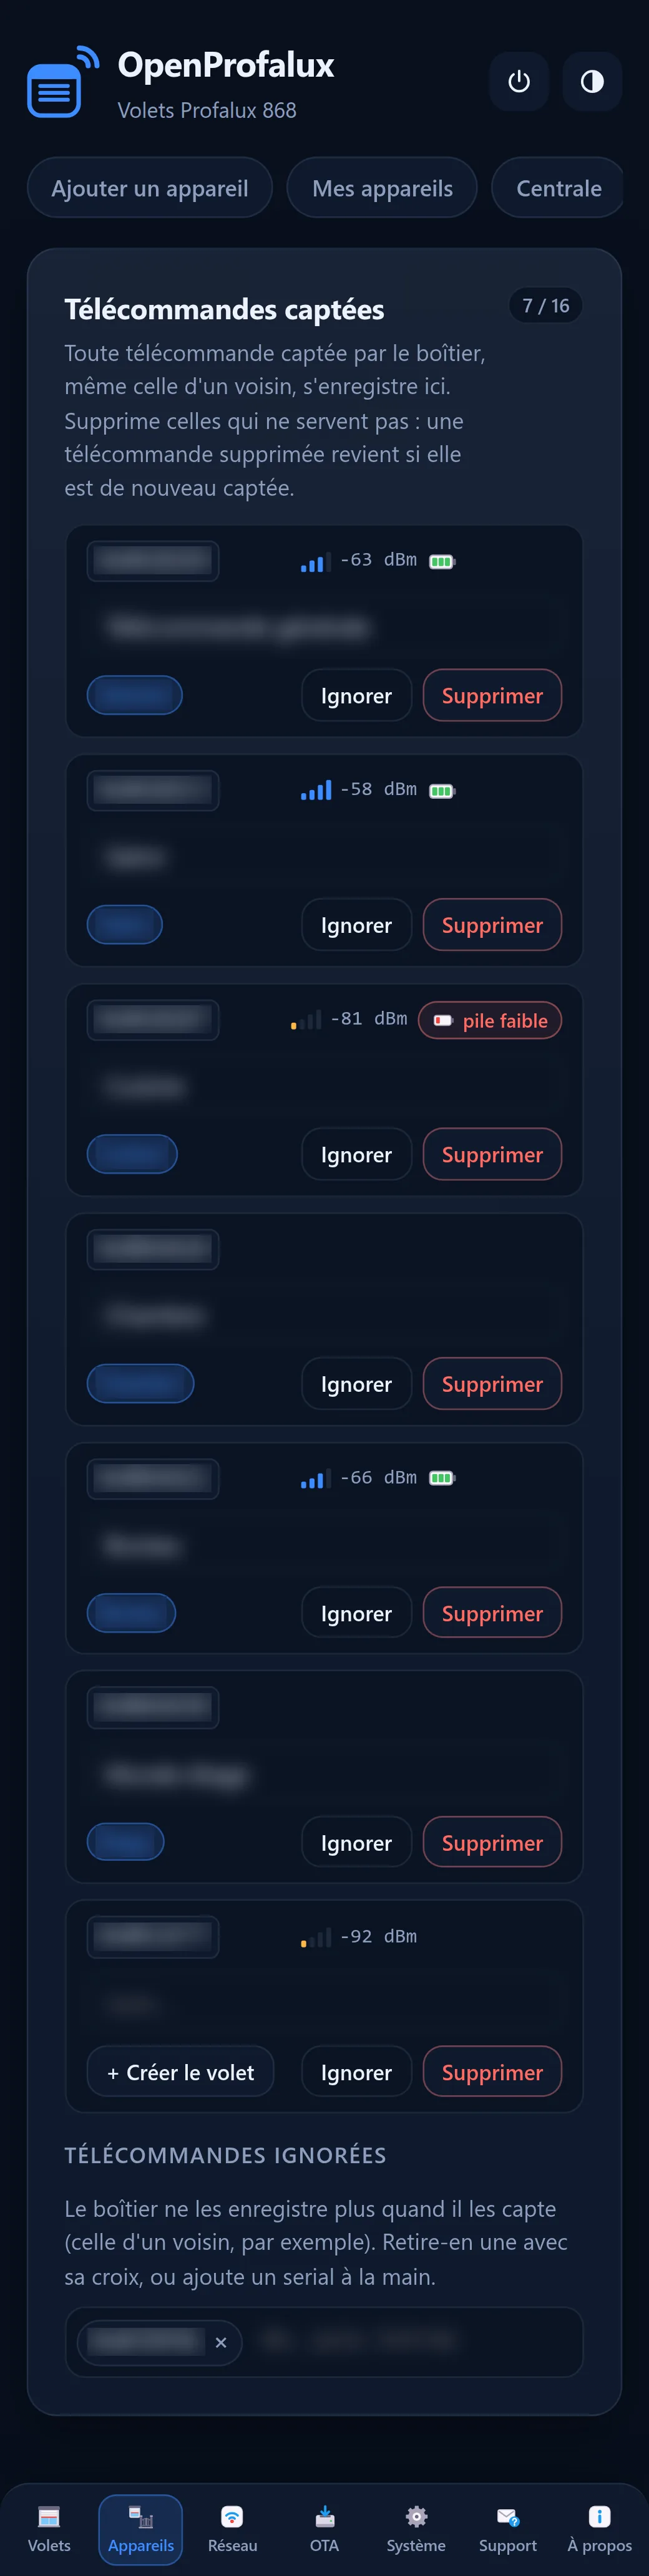 OpenProfalux
Volets Profalux 868
Ajouter un appareil
Mes appareils
Centrale
Télécommandes captées
7 / 16
Toute télécommande captée par le boîtier,
même celle d'un voisin, s'enregistre ici.
Supprime celles qui ne servent pas : une
télécommande supprimée revient si elle
est de nouveau captée.
-63 dBm
Ignorer
Supprimer
-58 dBm
Ignorer
Supprimer
-81 dBm
pile faible
Ignorer
Supprimer
Ignorer
Supprimer
-66 dBm
Ignorer
Supprimer
Ignorer
Supprimer
-92 dBm
+ Créer le volet
Ignorer
Supprimer
TÉLÉCOMMANDES IGNORÉES
Le boîtier ne les enregistre plus quand il les capte
(celle d'un voisin, par exemple). Retire-en une avec
sa croix, ou ajoute un serial à la main.
×
Volets
Appareils
Réseau
OTA
Système
Support
À propos